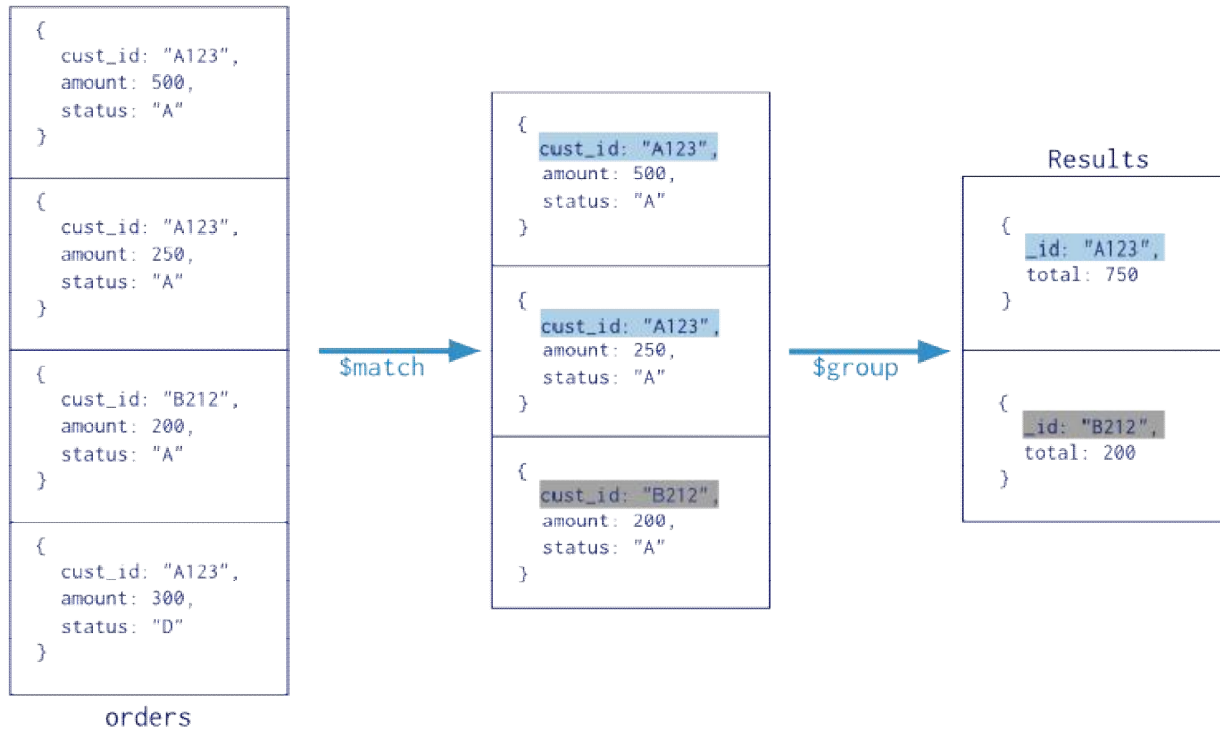 {
cust_id: "A123",
amount: 500,
status: "A"
}
{
cust_id: "A123",
amount: 250,
status: "A"
}
{
cust_id: "B212",
amount: 200,
status: "A"
}
{
cust_id: "A123",
amount: 300,
status: "D"
}
orders
$match
{
cust_id: "A123",
amount: 500,
status: "A"
}
{
cust_id: "A123",
amount: 250,
status: "A"
}
{
cust_id: "B212",
amount: 200,
status: "A"
}
$group
Results
{
_id: "A123",
total: 750
}
{
_id: "B212",
total: 200
}